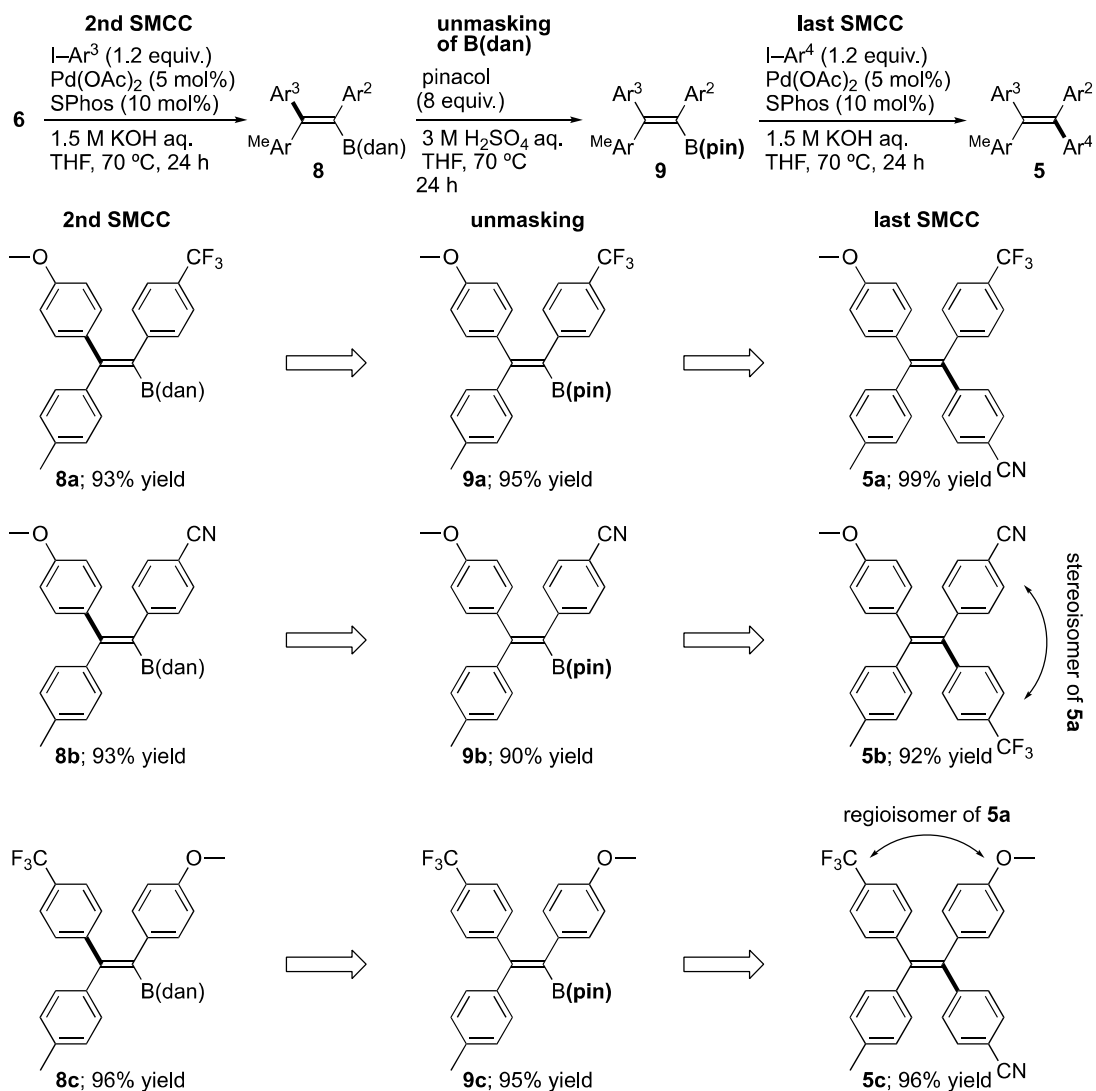 2nd SMCC
I–Ar³ (1.2 equiv.)
Pd(OAc)₂ (5 mol%)
SPhos (10 mol%)
6
1.5 M KOH aq.
THF, 70 ºC, 24 h
Ar³
Ar²
MeAr
B(dan)
8
unmasking
of B(dan)
pinacol
(8 equiv.)
3 M H₂SO₄ aq.
THF, 70 ºC
24 h
Ar³
Ar²
MeAr
B(pin)
9
last SMCC
I–Ar⁴ (1.2 equiv.)
Pd(OAc)₂ (5 mol%)
SPhos (10 mol%)
1.5 M KOH aq.
THF, 70 ºC, 24 h
Ar³
Ar²
MeAr
Ar⁴
5
2nd SMCC
unmasking
last SMCC
O
CF₃
B(dan)
8a; 93% yield
O
CF₃
B(pin)
9a; 95% yield
O
CF₃
CN
5a; 99% yield
O
CN
B(dan)
8b; 93% yield
O
CN
B(pin)
9b; 90% yield
O
CN
CF₃
5b; 92% yield
stereoisomer of 5a
F₃C
O
B(dan)
8c; 96% yield
F₃C
O
B(pin)
9c; 95% yield
regioisomer of 5a
F₃C
O
CN
5c; 96% yield